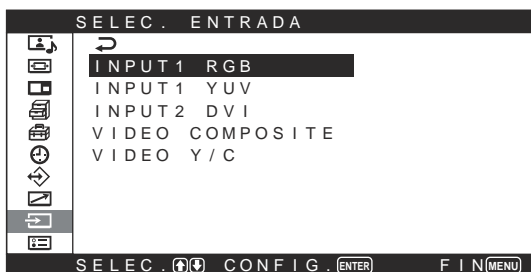 SELEC. ENTRADA
INPUT1 RGB
INPUT1 YUV
INPUT2 DVI
VIDEO COMPOSITE
VIDEO Y/C
SELEC. CONFIG. ENTER FIN MENU